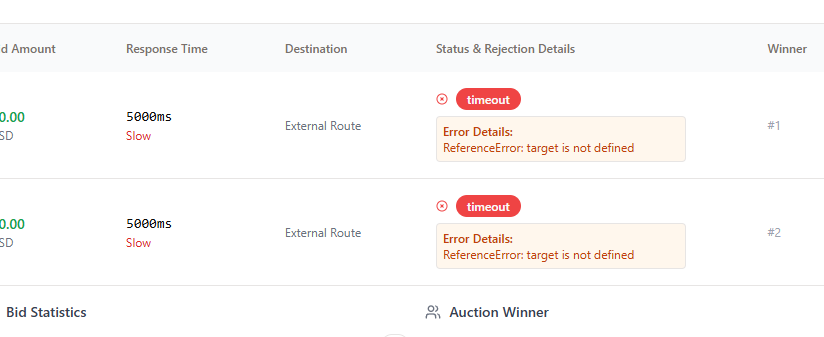 d Amount Response Time Destination Status & Rejection Details Winner
0.00 5000ms External Route timeout #1
SD Slow
Error Details:
ReferenceError: target is not defined
0.00 5000ms External Route timeout #2
SD Slow
Error Details:
ReferenceError: target is not defined
Bid Statistics Auction Winner